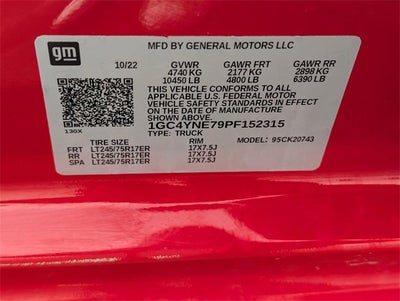 gm
MFD BY GENERAL MOTORS LLC
10/22 GVWR GAWR FRT GAWR RR
4740 KG 2177 KG 2898 KG
10450 LB 4800 LB 6390 LB
THIS VEHICLE CONFORMS TO ALL
APPLICABLE U.S. FEDERAL MOTOR
VEHICLE SAFETY STANDARDS IN
EFFECT ON THE DATE OF
MANUFACTURE SHOWN ABOVE.
1GC4YNE79PF152315
TYPE: TRUCK MODEL: 95CK20743
130X
TIRE SIZE RIM
FRT LT245/75R17ER 17X7.5J
RR LT245/75R17ER 17X7.5J
SPA LT245/75R17ER 17X7.5J